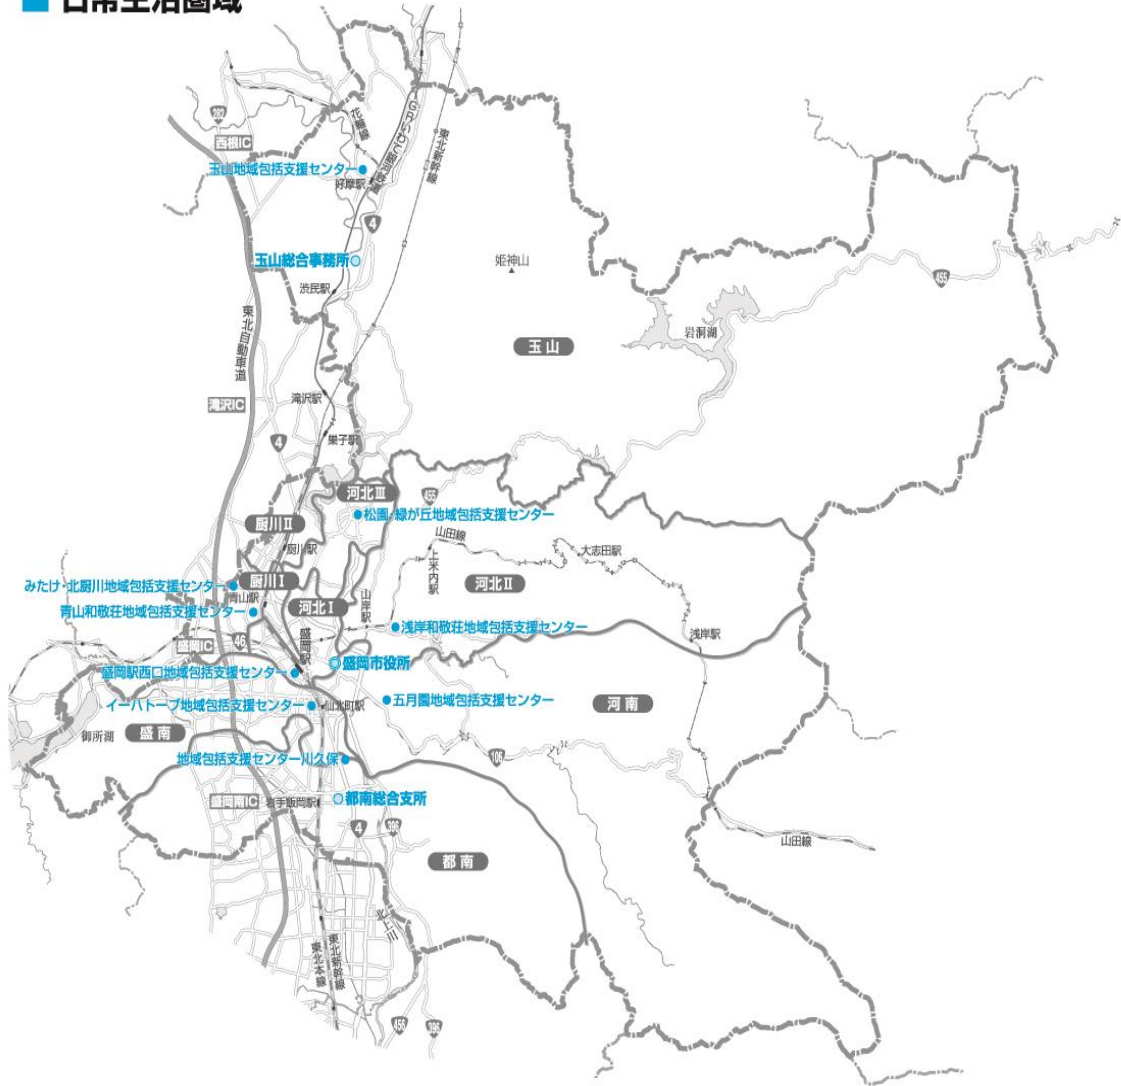 日常生活圏域
282
西根IC
花輪線
IGRいわて銀河鉄道
東北新幹線
玉山地域包括支援センター
好摩駅
4
玉山総合事務所
姫神山
455
渋民駅
東北自動車道
岩洞湖
玉山
滝沢駅
滝沢IC
4
巣子駅
河北Ⅲ
455
松園・緑が丘地域包括支援センター
厨川Ⅱ
山田線
厨川駅
大志田駅
上米内駅
みたけ・北厨川地域包括支援センター
厨川Ⅰ
河北Ⅱ
青山駅
山岸駅
河北Ⅰ
青山和敬荘地域包括支援センター
浅岸和敬荘地域包括支援センター
浅岸駅
盛岡IC
46
盛岡駅
盛岡市役所
盛岡駅西口地域包括支援センター
五月園地域包括支援センター
河南
イーハトーブ地域包括支援センター
仙北町駅
御所湖
盛南
106
地域包括支援センター川久保
盛岡南IC
岩手飯岡駅
都南総合支所
4
396
山田線
都南
北上川
東北本線
東北新幹線
456
396